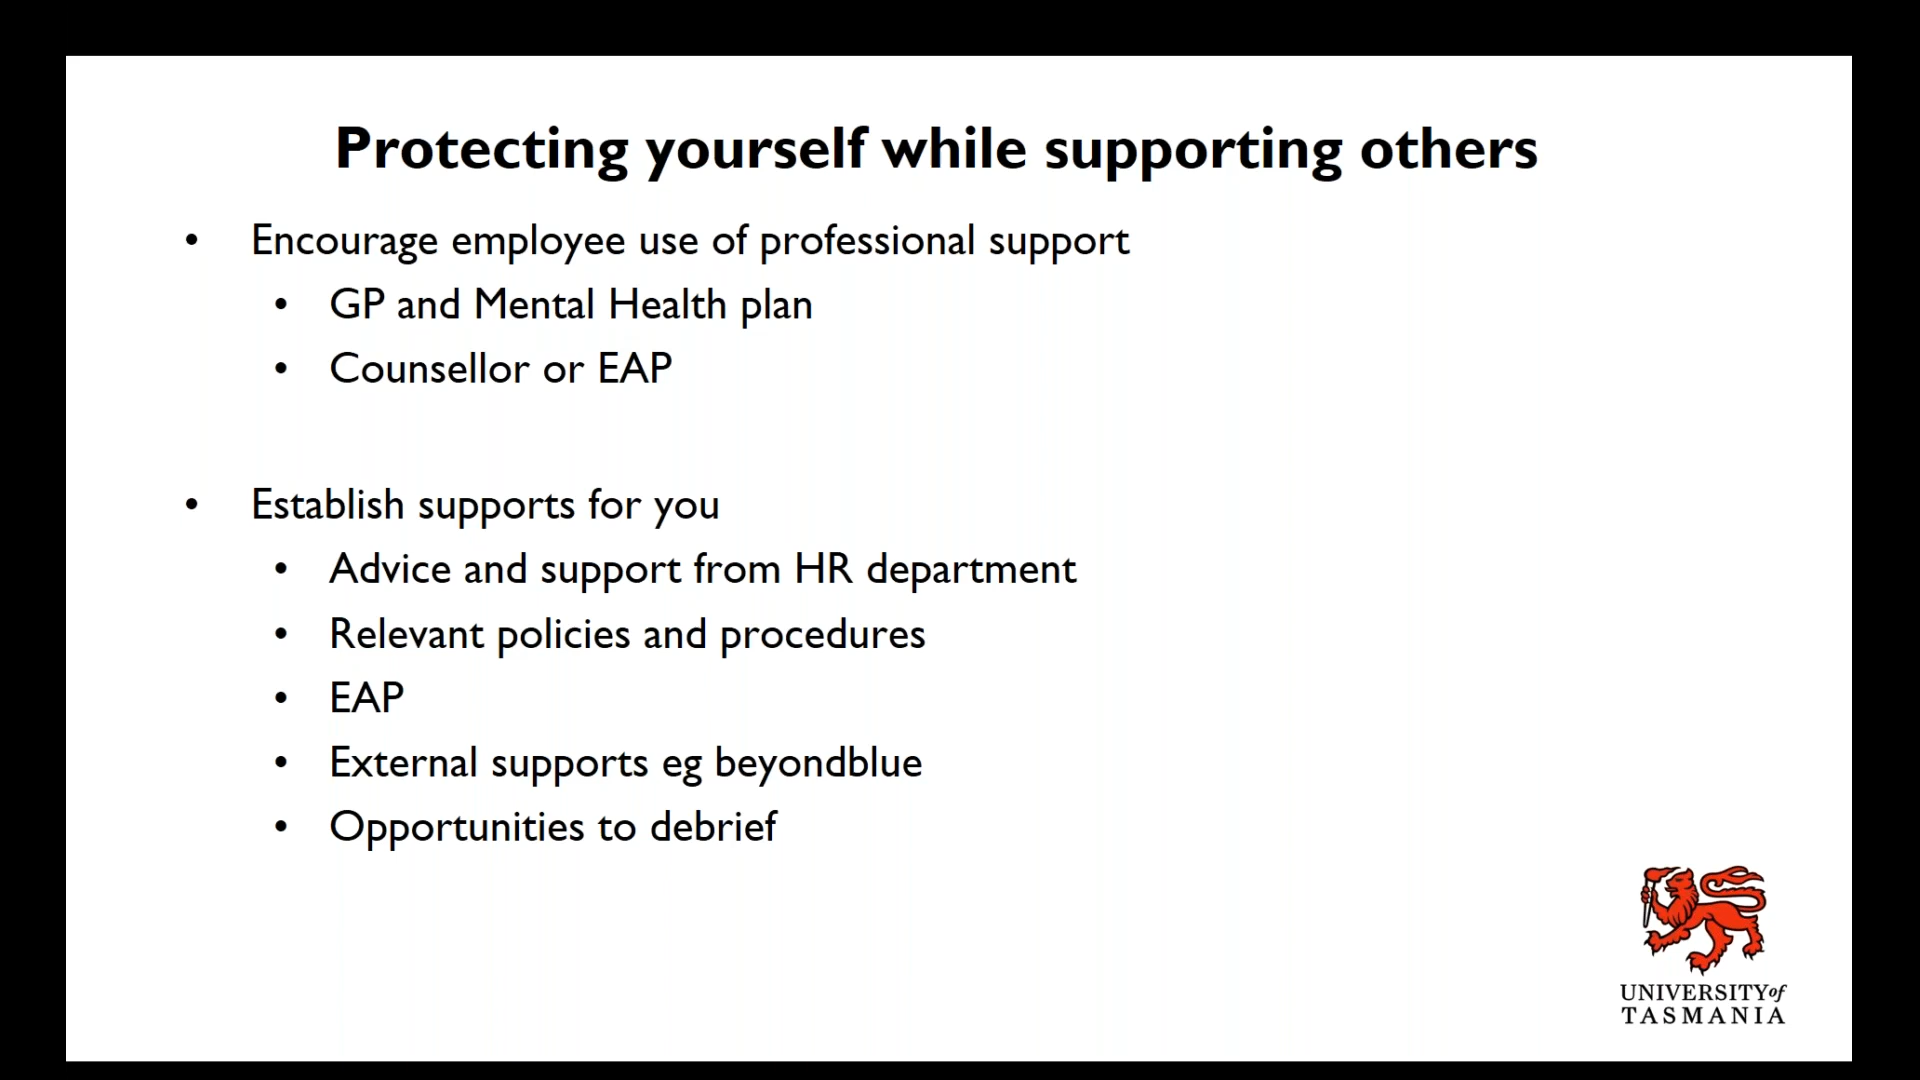 Protecting yourself while supporting others
• Encourage employee use of professional support
• GP and Mental Health plan
• Counsellor or EAP
• Establish supports for you
• Advice and support from HR department
• Relevant policies and procedures
• EAP
• External supports eg beyondblue
• Opportunities to debrief
UNIVERSITY of
TASMANIA